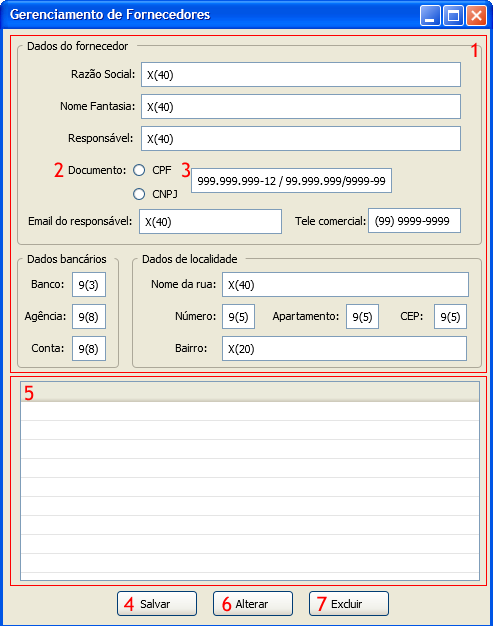 Gerenciamento de Fornecedores
Dados do fornecedor 1
Razão Social: X(40)
Nome Fantasia: X(40)
Responsável: X(40)
2 Documento: CPF 3 999.999.999-12 / 99.999.999/9999-99
CNPJ
Email do responsável: X(40) Tele comercial: (99) 9999-9999
Dados bancários
Banco: 9(3)
Agência: 9(8)
Conta: 9(8)
Dados de localidade
Nome da rua: X(40)
Número: 9(5) Apartamento: 9(5) CEP: 9(5)
Bairro: X(20)
5
4 Salvar 6 Alterar 7 Excluir